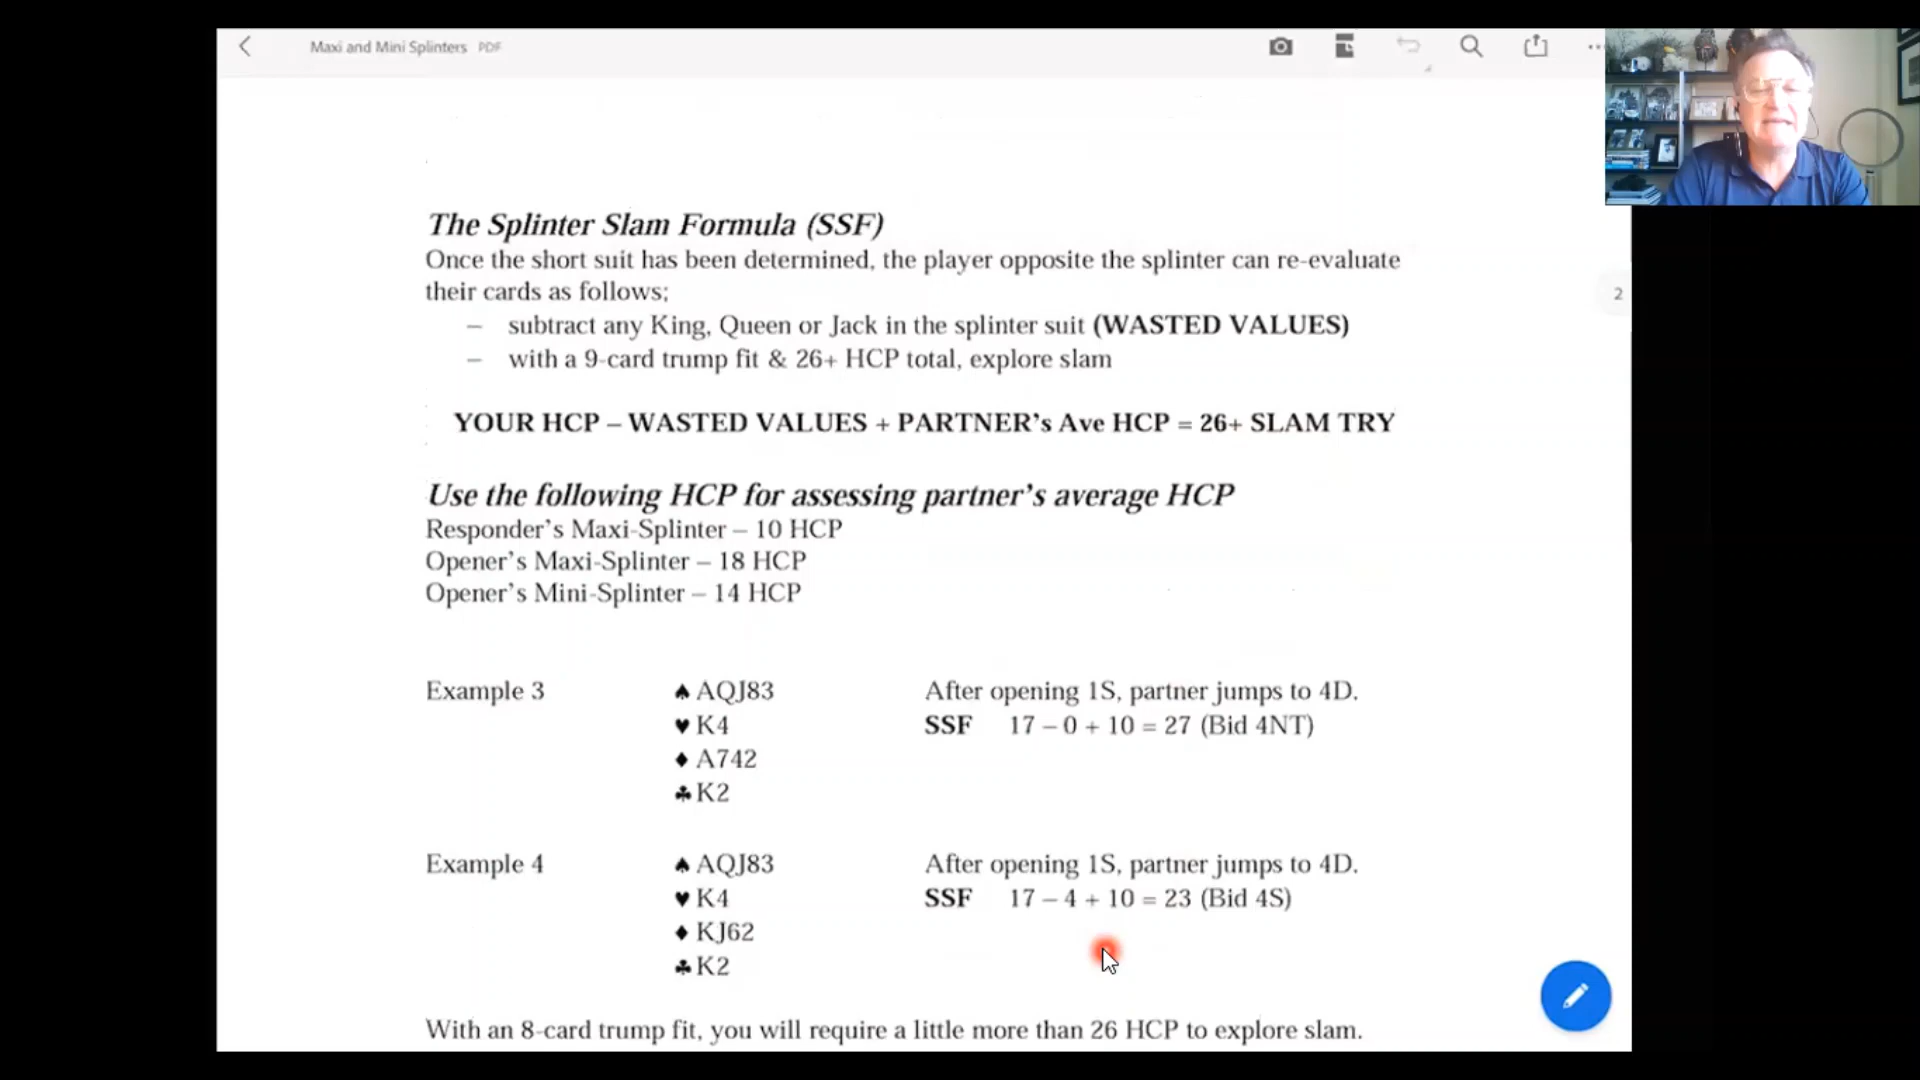 Maxi and Mini Splinters PDF
2
The Splinter Slam Formula (SSF)
Once the short suit has been determined, the player opposite the splinter can re-evaluate
their cards as follows;
– subtract any King, Queen or Jack in the splinter suit (WASTED VALUES)
– with a 9-card trump fit & 26+ HCP total, explore slam
YOUR HCP – WASTED VALUES + PARTNER's Ave HCP = 26+ SLAM TRY
Use the following HCP for assessing partner's average HCP
Responder's Maxi-Splinter – 10 HCP
Opener's Maxi-Splinter – 18 HCP
Opener's Mini-Splinter – 14 HCP
Example 3 ♠ AQJ83 After opening 1S, partner jumps to 4D.
♥ K4 SSF 17 – 0 + 10 = 27 (Bid 4NT)
♦ A742
♣ K2
Example 4 ♠ AQJ83 After opening 1S, partner jumps to 4D.
♥ K4 SSF 17 – 4 + 10 = 23 (Bid 4S)
♦ KJ62
♣ K2
With an 8-card trump fit, you will require a little more than 26 HCP to explore slam.